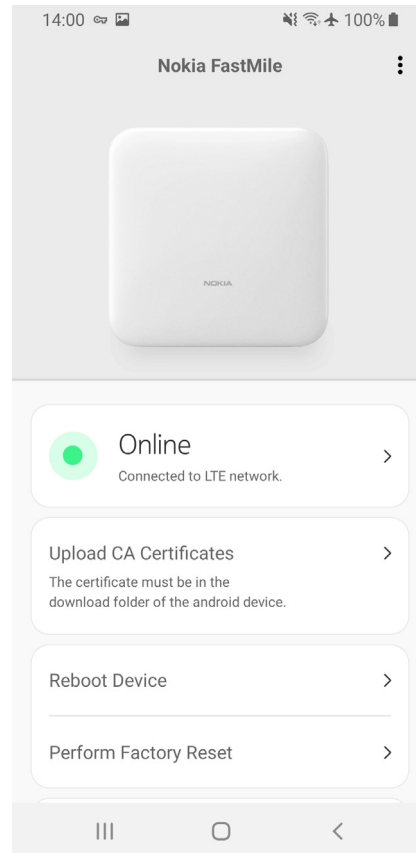 14:00 100%
Nokia FastMile
NOKIA
Online
Connected to LTE network.
Upload CA Certificates
The certificate must be in the
download folder of the android device.
Reboot Device
Perform Factory Reset